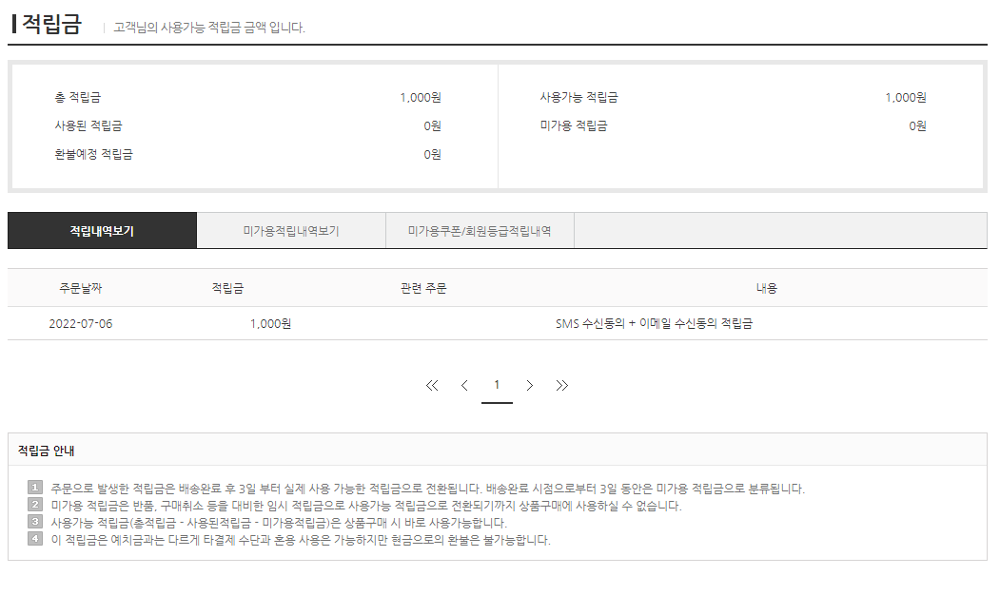 적립금 고객님의 사용가능 적립금 금액 입니다.
총 적립금 1,000원 사용가능 적립금 1,000원
사용된 적립금 0원 미가용 적립금 0원
환불예정 적립금 0원
적립내역보기 미가용적립내역보기 미가용쿠폰/회원등급적립내역
주문날짜 적립금 관련 주문 내용
2022-07-06 1,000원 SMS 수신동의 + 이메일 수신동의 적립금
1
적립금 안내
1 주문으로 발생한 적립금은 배송완료 후 3일 부터 실제 사용 가능한 적립금으로 전환됩니다. 배송완료 시점으로부터 3일 동안은 미가용 적립금으로 분류됩니다.
2 미가용 적립금은 반품, 구매취소 등을 대비한 임시 적립금으로 사용가능 적립금으로 전환되기까지 상품구매에 사용하실 수 없습니다.
3 사용가능 적립금(총적립금 - 사용된적립금 - 미가용적립금)은 상품구매 시 바로 사용가능합니다.
4 이 적립금은 예치금과는 다르게 타결제 수단과 혼용 사용은 가능하지만 현금으로의 환불은 불가능합니다.